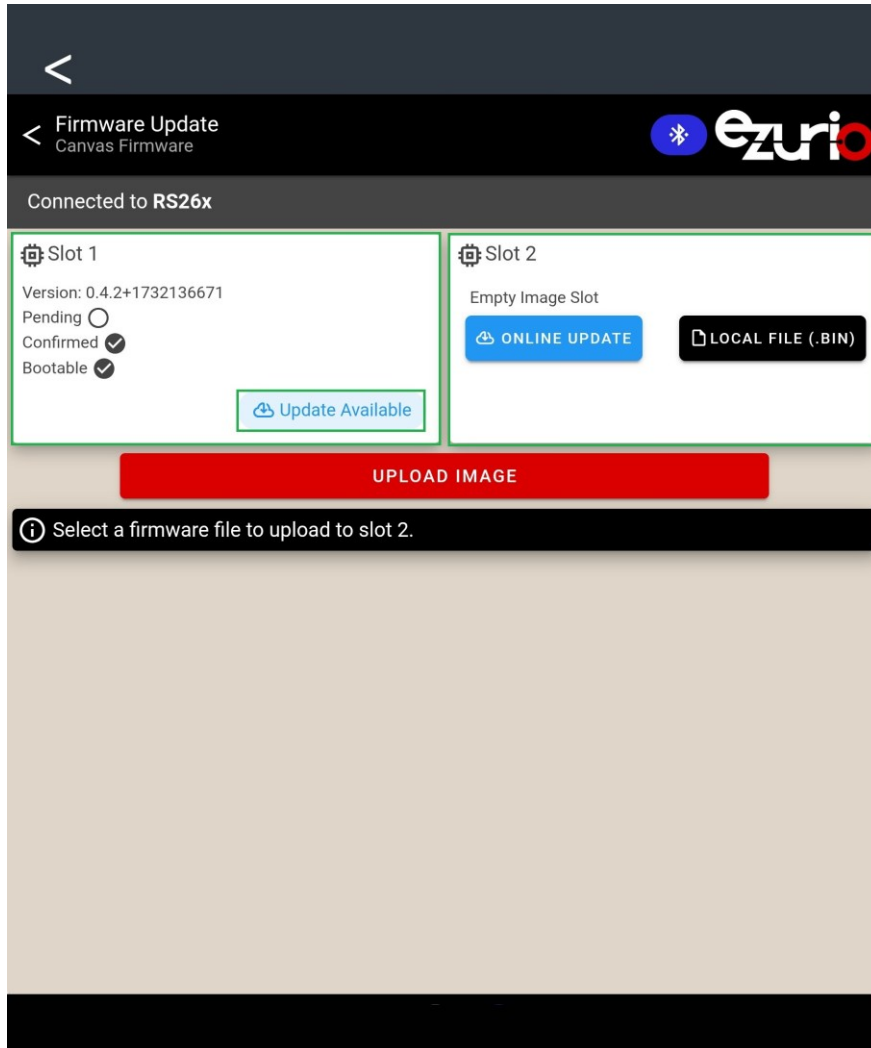 <
< Firmware Update
Canvas Firmware
ezurio
Connected to RS26x
Slot 1
Version: 0.4.2+1732136671
Pending
Confirmed
Bootable
Update Available
Slot 2
Empty Image Slot
ONLINE UPDATE
LOCAL FILE (.BIN)
UPLOAD IMAGE
Select a firmware file to upload to slot 2.